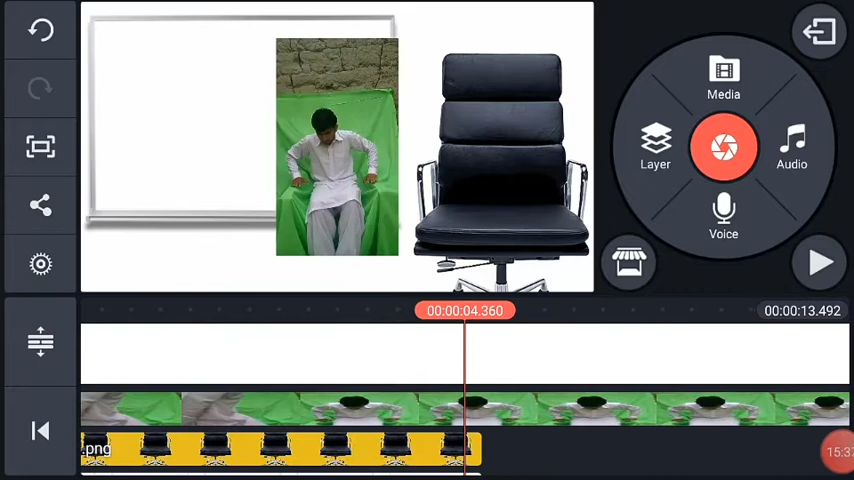 Media
Layer
Audio
Voice
00:00:04.360
00:00:13.492
.png
15:37